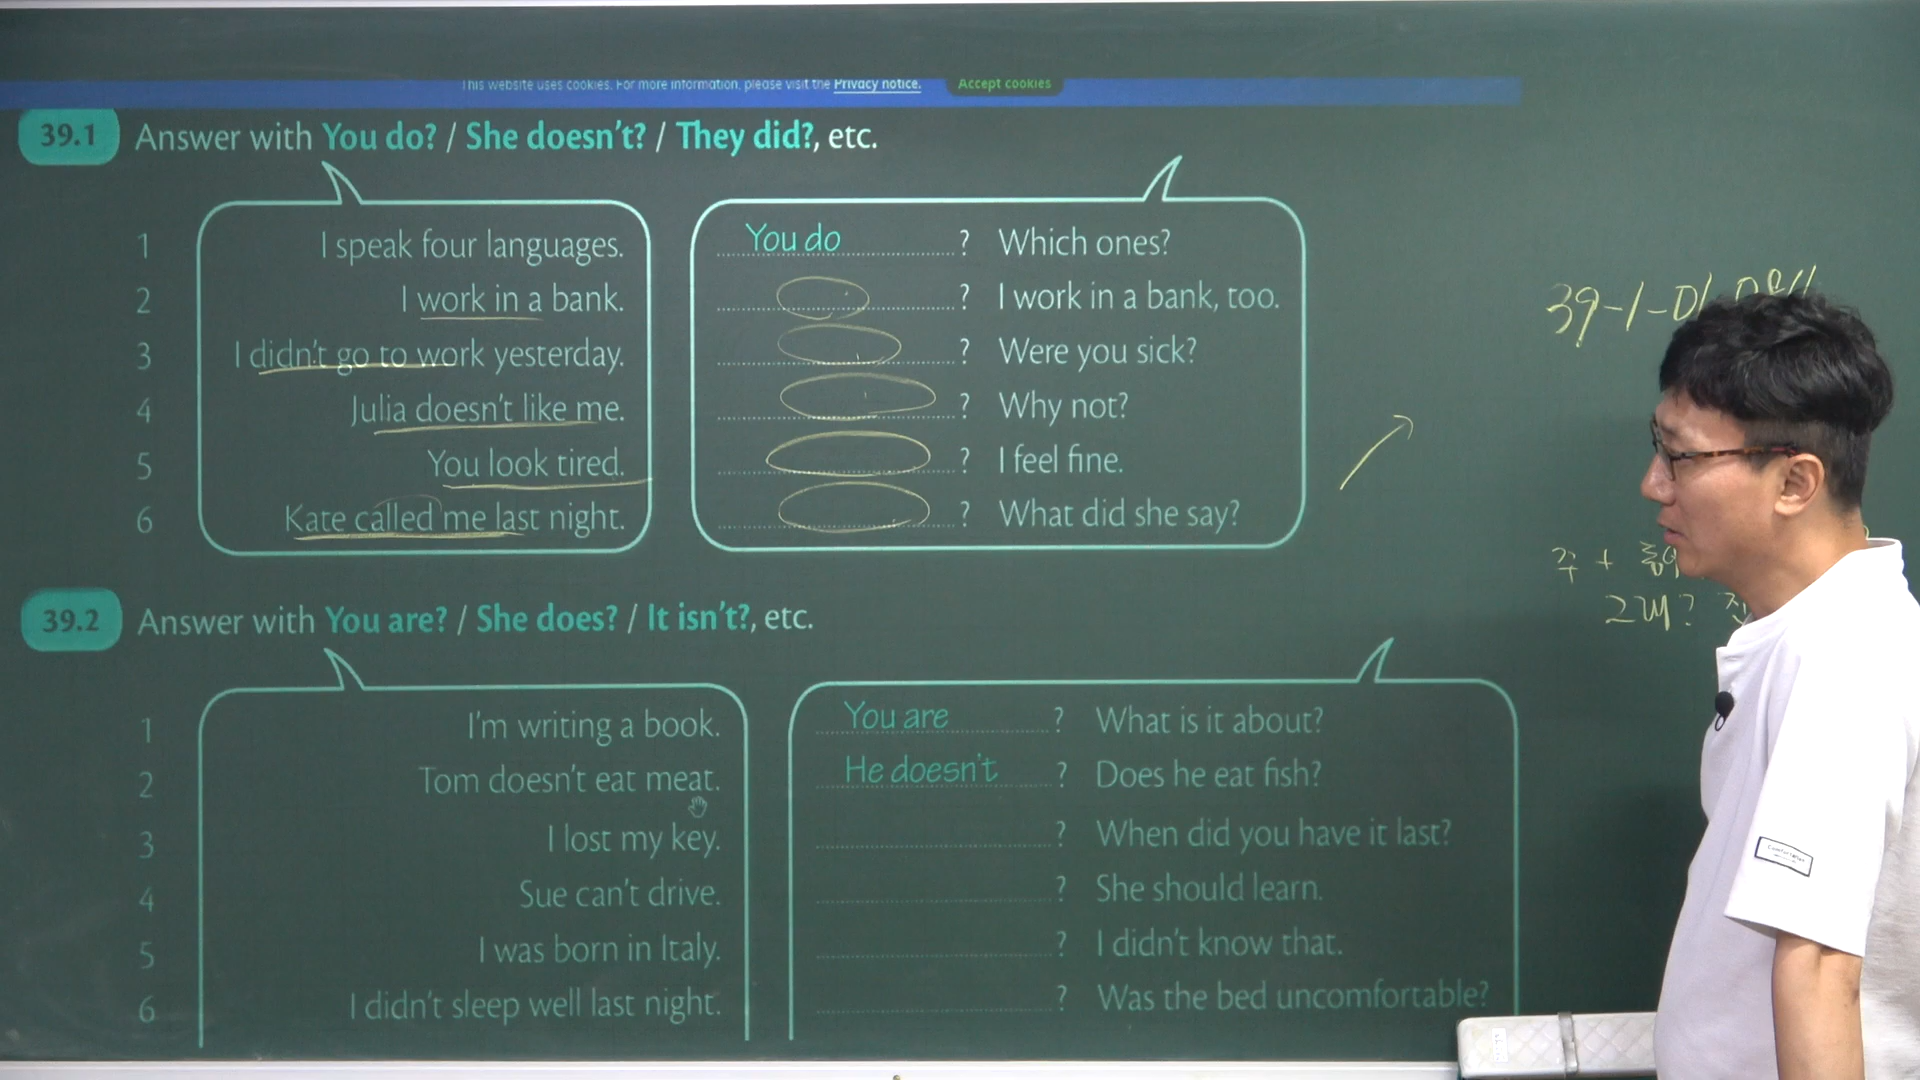 This website uses cookies. For more information, please visit the Privacy notice. Accept cookies
39.1 Answer with You do? / She doesn't? / They did?, etc.
1 I speak four languages. You do ? Which ones?
2 I work in a bank. ? I work in a bank, too.
3 I didn't go to work yesterday. ? Were you sick?
4 Julia doesn't like me. ? Why not?
5 You look tired. ? I feel fine.
6 Kate called me last night. ? What did she say?
39-1-01
주 +
그래?
39.2 Answer with You are? / She does? / It isn't?, etc.
1 I'm writing a book. You are ? What is it about?
2 Tom doesn't eat meat. He doesn't ? Does he eat fish?
3 I lost my key. ? When did you have it last?
4 Sue can't drive. ? She should learn.
5 I was born in Italy. ? I didn't know that.
6 I didn't sleep well last night. ? Was the bed uncomfortable?